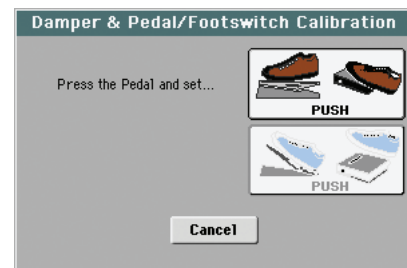 Damper & Pedal/Footswitch Calibration
Press the Pedal and set...
PUSH
PUSH
Cancel